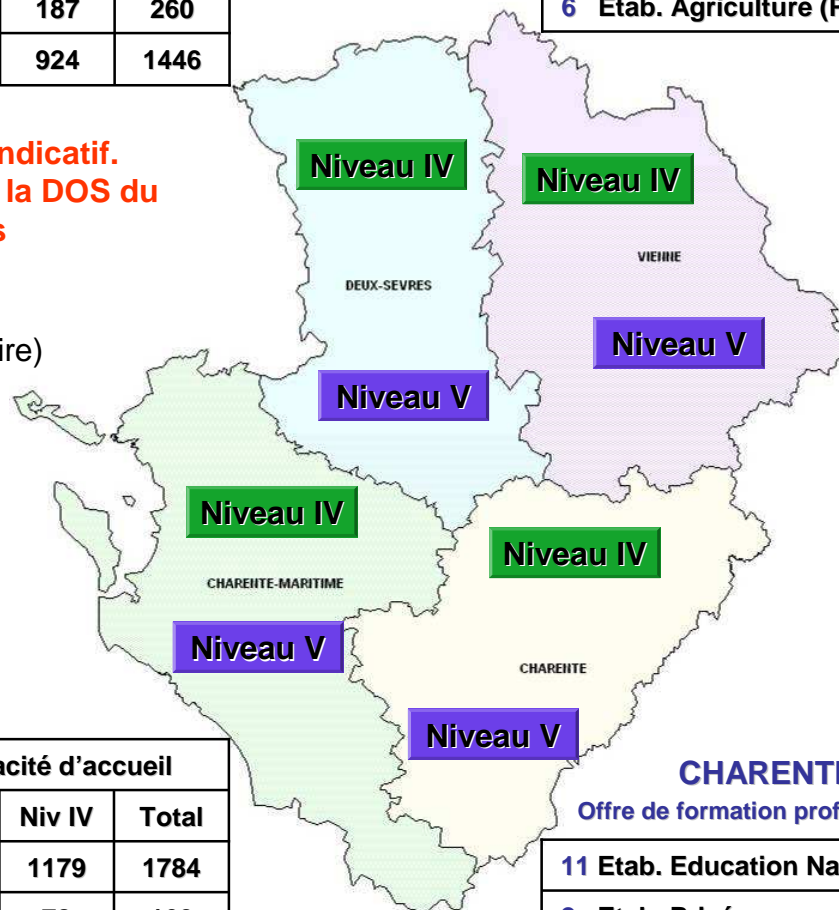 187 260
6 Etab. Agriculture (
924 1446
ndicatif.
la DOS du
s
ire)
Niveau IV
Niveau IV
VIENNE
DEUX-SEVRES
Niveau V
Niveau V
Niveau IV
Niveau IV
CHARENTE-MARITIME
Niveau V
CHARENTE
Niveau V
acité d'accueil
CHARENTE
Niv IV Total
Offre de formation prof
1179 1784
11 Etab. Education Na